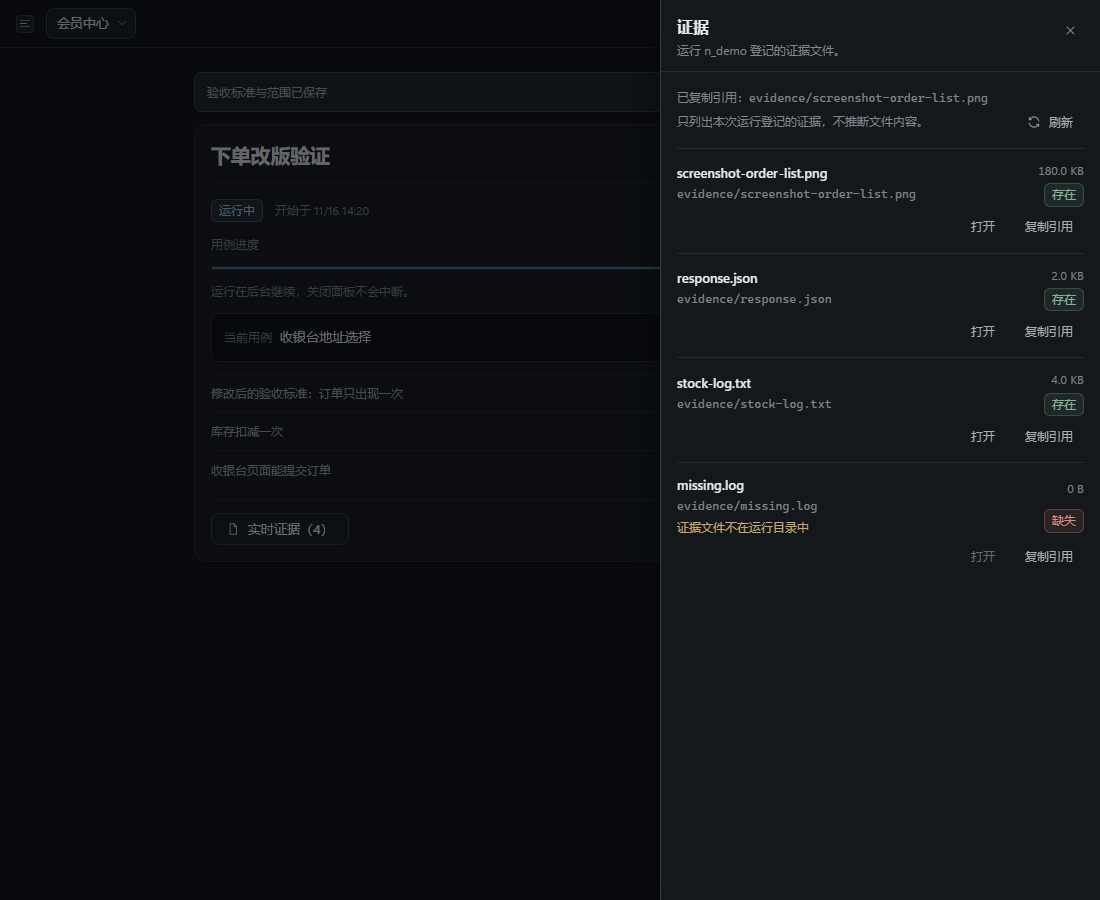 会员中心
验收标准与范围已保存
下单改版验证
运行中 开始于 11/16 14:20
用例进度
运行在后台继续，关闭面板不会中断。
当前用例 收银台地址选择
修改后的验收标准：订单只出现一次
库存扣减一次
收银台页面能提交订单
实时证据（4）
证据
运行 n_demo 登记的证据文件。
已复制引用：evidence/screenshot-order-list.png
只列出本次运行登记的证据，不推断文件内容。 刷新
screenshot-order-list.png 180.0 KB
evidence/screenshot-order-list.png 存在
打开 复制引用
response.json 2.0 KB
evidence/response.json 存在
打开 复制引用
stock-log.txt 4.0 KB
evidence/stock-log.txt 存在
打开 复制引用
missing.log 0 B
evidence/missing.log
证据文件不在运行目录中 缺失
打开 复制引用